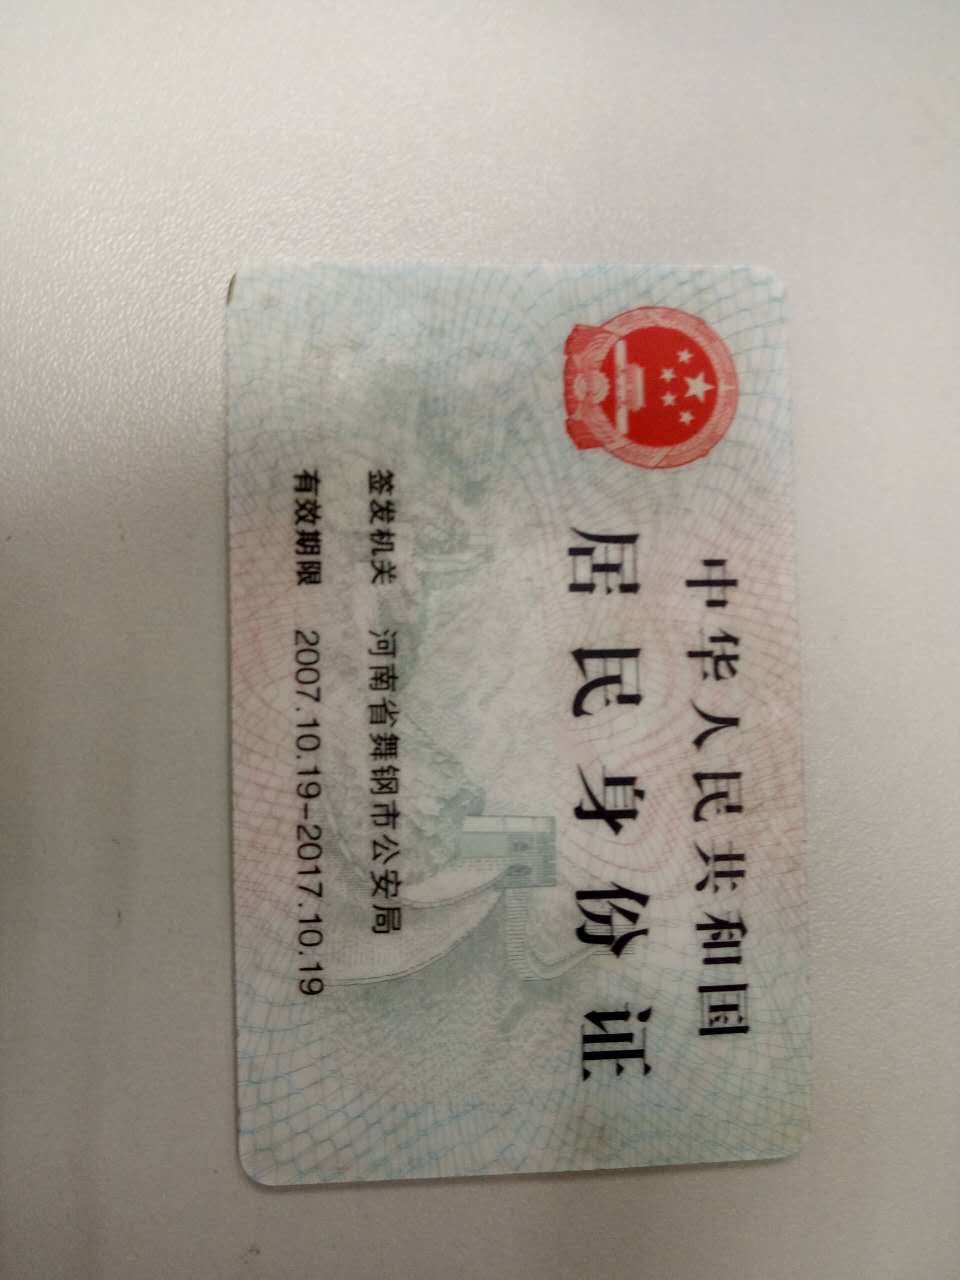 中华人民共和国
居民身份证
签发机关 河南省舞钢市公安局
有效期限 2007.10.19-2017.10.19